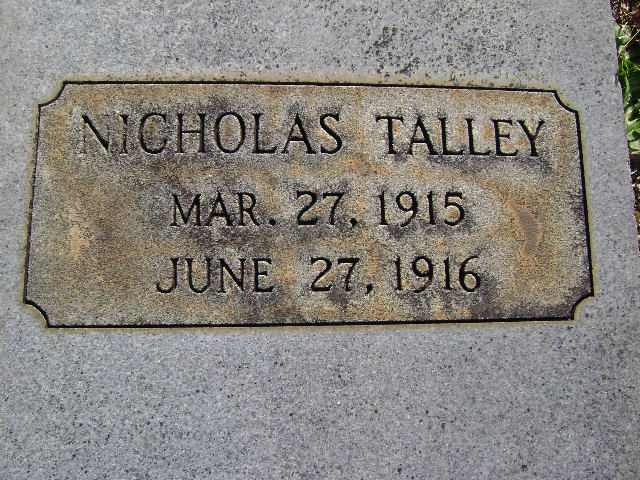 NICHOLAS TALLEY
MAR. 27, 1915
JUNE 27, 1916